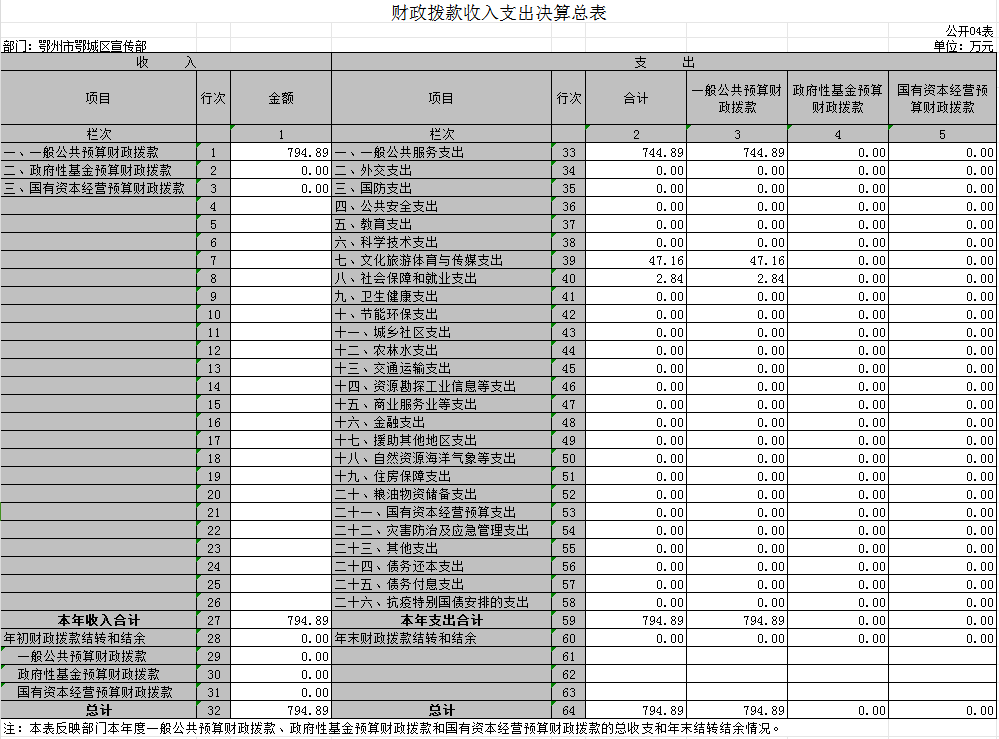 财政拨款收入支出决算总表
公开04表
部门：鄂州市鄂城区宣传部 单位：万元
收 入 支 出
项目 行次 金额 项目 行次 合计 一般公共预算财政拨款 政府性基金预算财政拨款 国有资本经营预算财政拨款
栏次 1 栏次 2 3 4 5
一、一般公共预算财政拨款 1 794.89 一、一般公共服务支出 33 744.89 744.89 0.00 0.00
二、政府性基金预算财政拨款 2 0.00 二、外交支出 34 0.00 0.00 0.00 0.00
三、国有资本经营预算财政拨款 3 0.00 三、国防支出 35 0.00 0.00 0.00 0.00
4 四、公共安全支出 36 0.00 0.00 0.00 0.00
5 五、教育支出 37 0.00 0.00 0.00 0.00
6 六、科学技术支出 38 0.00 0.00 0.00 0.00
7 七、文化旅游体育与传媒支出 39 47.16 47.16 0.00 0.00
8 八、社会保障和就业支出 40 2.84 2.84 0.00 0.00
9 九、卫生健康支出 41 0.00 0.00 0.00 0.00
10 十、节能环保支出 42 0.00 0.00 0.00 0.00
11 十一、城乡社区支出 43 0.00 0.00 0.00 0.00
12 十二、农林水支出 44 0.00 0.00 0.00 0.00
13 十三、交通运输支出 45 0.00 0.00 0.00 0.00
14 十四、资源勘探工业信息等支出 46 0.00 0.00 0.00 0.00
15 十五、商业服务业等支出 47 0.00 0.00 0.00 0.00
16 十六、金融支出 48 0.00 0.00 0.00 0.00
17 十七、援助其他地区支出 49 0.00 0.00 0.00 0.00
18 十八、自然资源海洋气象等支出 50 0.00 0.00 0.00 0.00
19 十九、住房保障支出 51 0.00 0.00 0.00 0.00
20 二十、粮油物资储备支出 52 0.00 0.00 0.00 0.00
21 二十一、国有资本经营预算支出 53 0.00 0.00 0.00 0.00
22 二十二、灾害防治及应急管理支出 54 0.00 0.00 0.00 0.00
23 二十三、其他支出 55 0.00 0.00 0.00 0.00
24 二十四、债务还本支出 56 0.00 0.00 0.00 0.00
25 二十五、债务付息支出 57 0.00 0.00 0.00 0.00
26 二十六、抗疫特别国债安排的支出 58 0.00 0.00 0.00 0.00
本年收入合计 27 794.89 本年支出合计 59 794.89 794.89 0.00 0.00
年初财政拨款结转和结余 28 0.00 年末财政拨款结转和结余 60 0.00 0.00 0.00 0.00
一般公共预算财政拨款 29 0.00 61
政府性基金预算财政拨款 30 0.00 62
国有资本经营预算财政拨款 31 0.00 63
总计 32 794.89 总计 64 794.89 794.89 0.00 0.00
注：本表反映部门本年度一般公共预算财政拨款、政府性基金预算财政拨款和国有资本经营预算财政拨款的总收支和年末结转结余情况。